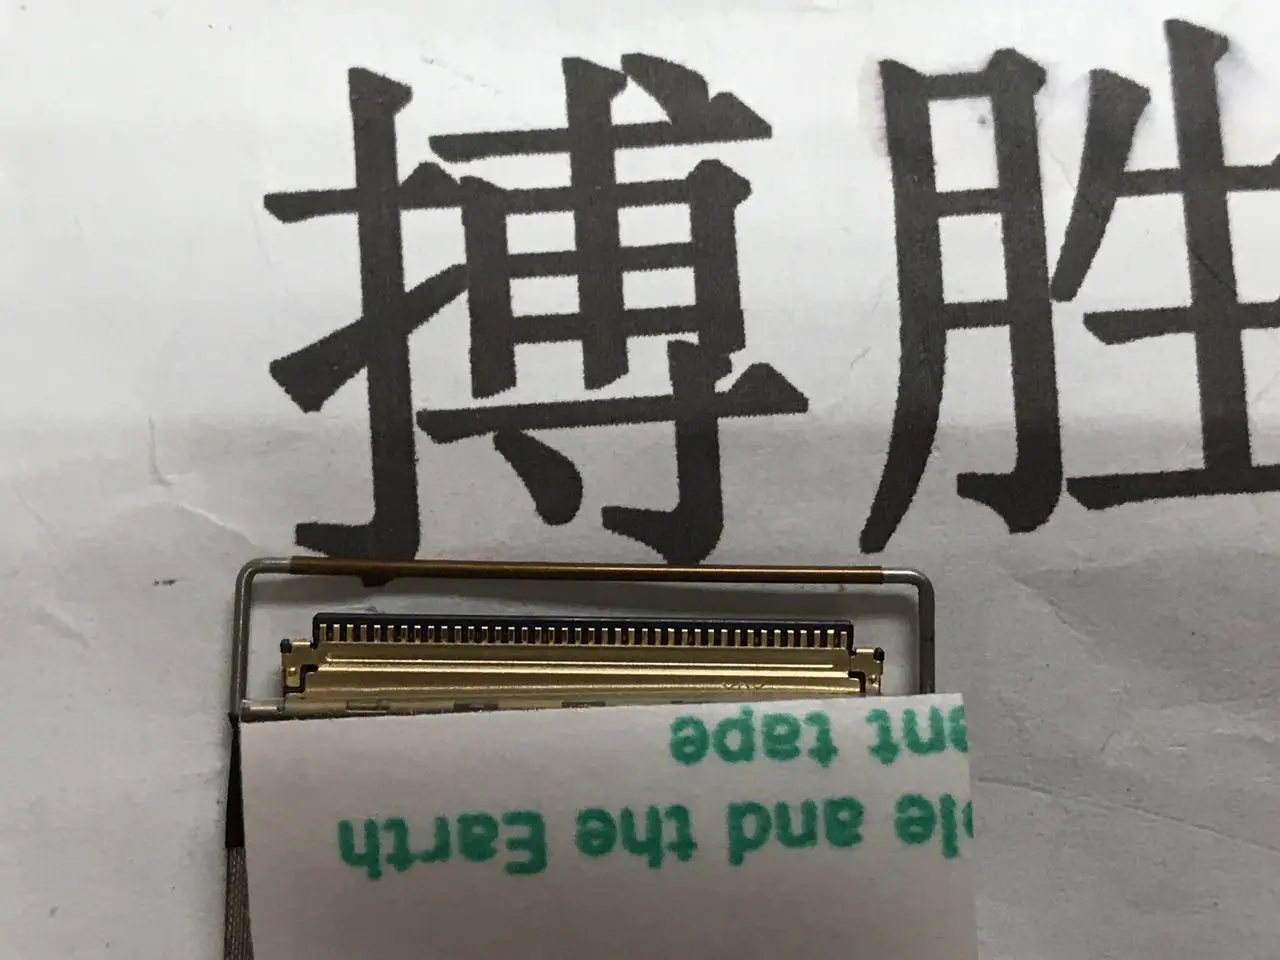 搏胜
le and the Earth
ent tape